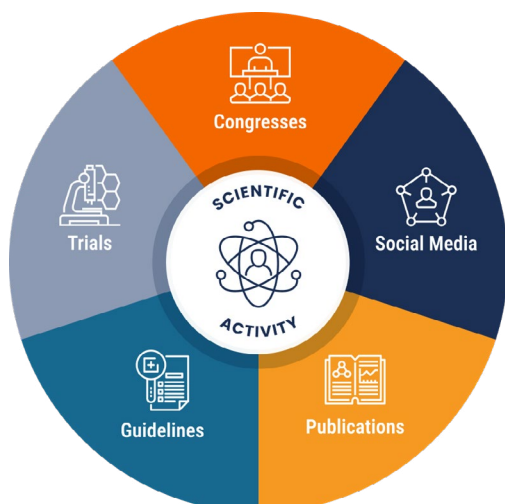 Congresses
Trials
SCIENTIFIC
ACTIVITY
Social Media
Guidelines
Publications